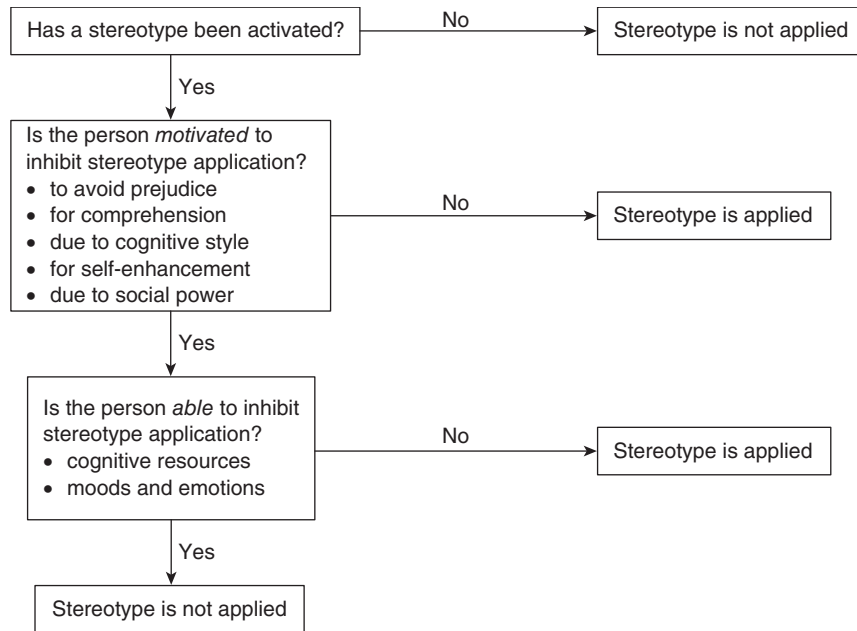 Has a stereotype been activated?
No
Stereotype is not applied
Yes
Is the person motivated to
inhibit stereotype application?
• to avoid prejudice
• for comprehension
• due to cognitive style
• for self-enhancement
• due to social power
No
Stereotype is applied
Yes
Is the person able to inhibit
stereotype application?
• cognitive resources
• moods and emotions
No
Stereotype is applied
Yes
Stereotype is not applied